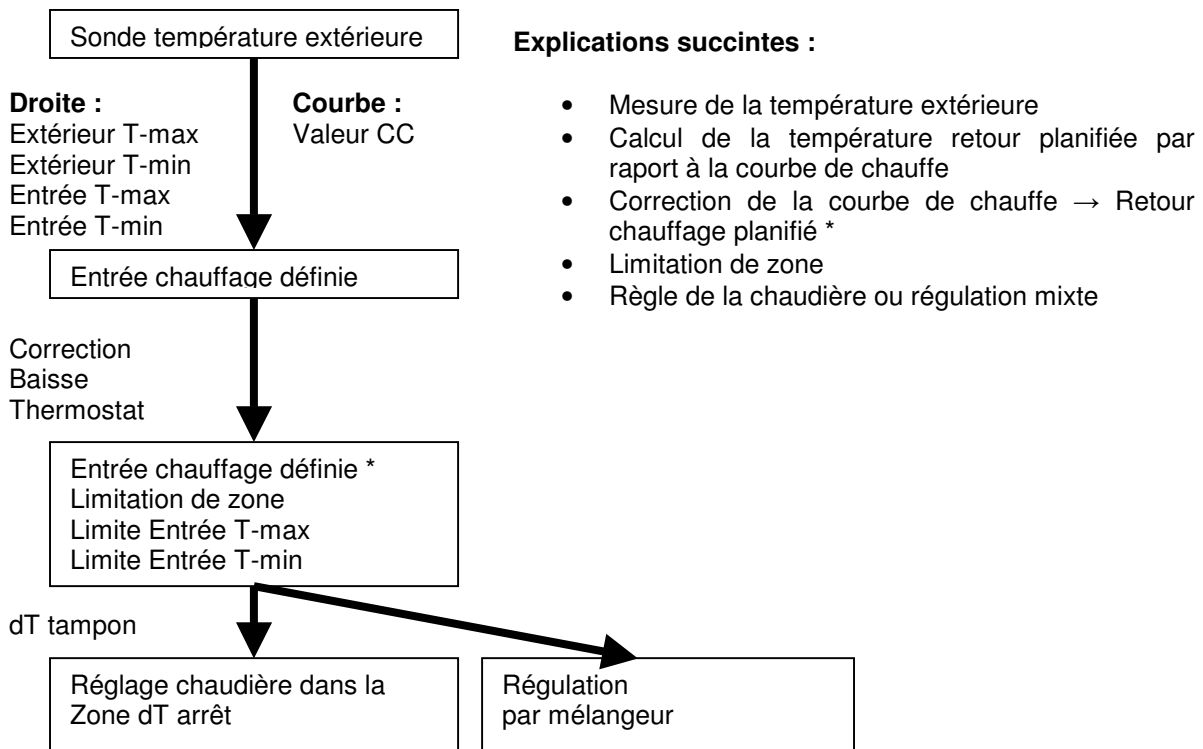 Sonde température extérieure
Droite :
Extérieur T-max
Extérieur T-min
Entrée T-max
Entrée T-min
Courbe :
Valeur CC
Entrée chauffage définie
Correction
Baisse
Thermostat
Entrée chauffage définie *
Limitation de zone
Limite Entrée T-max
Limite Entrée T-min
dT tampon
Réglage chaudière dans la
Zone dT arrêt
Régulation
par mélangeur
Explications succintes :
• Mesure de la température extérieure
• Calcul de la température retour planifiée par
raport à la courbe de chauffe
• Correction de la courbe de chauffe → Retour
chauffage planifié *
• Limitation de zone
• Règle de la chaudière ou régulation mixte